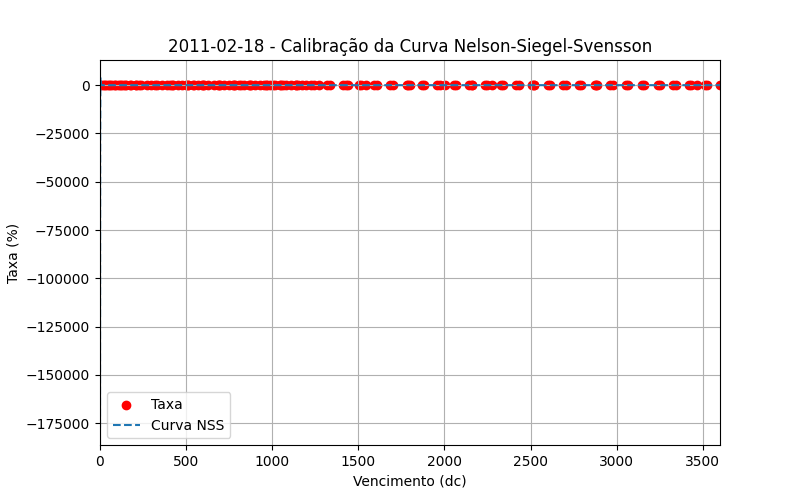 2011-02-18 - Calibração da Curva Nelson-Siegel-Svensson
Taxa (%)
0
−25000
−50000
−75000
−100000
−125000
−150000
−175000
Taxa
Curva NSS
0 500 1000 1500 2000 2500 3000 3500
Vencimento (dc)